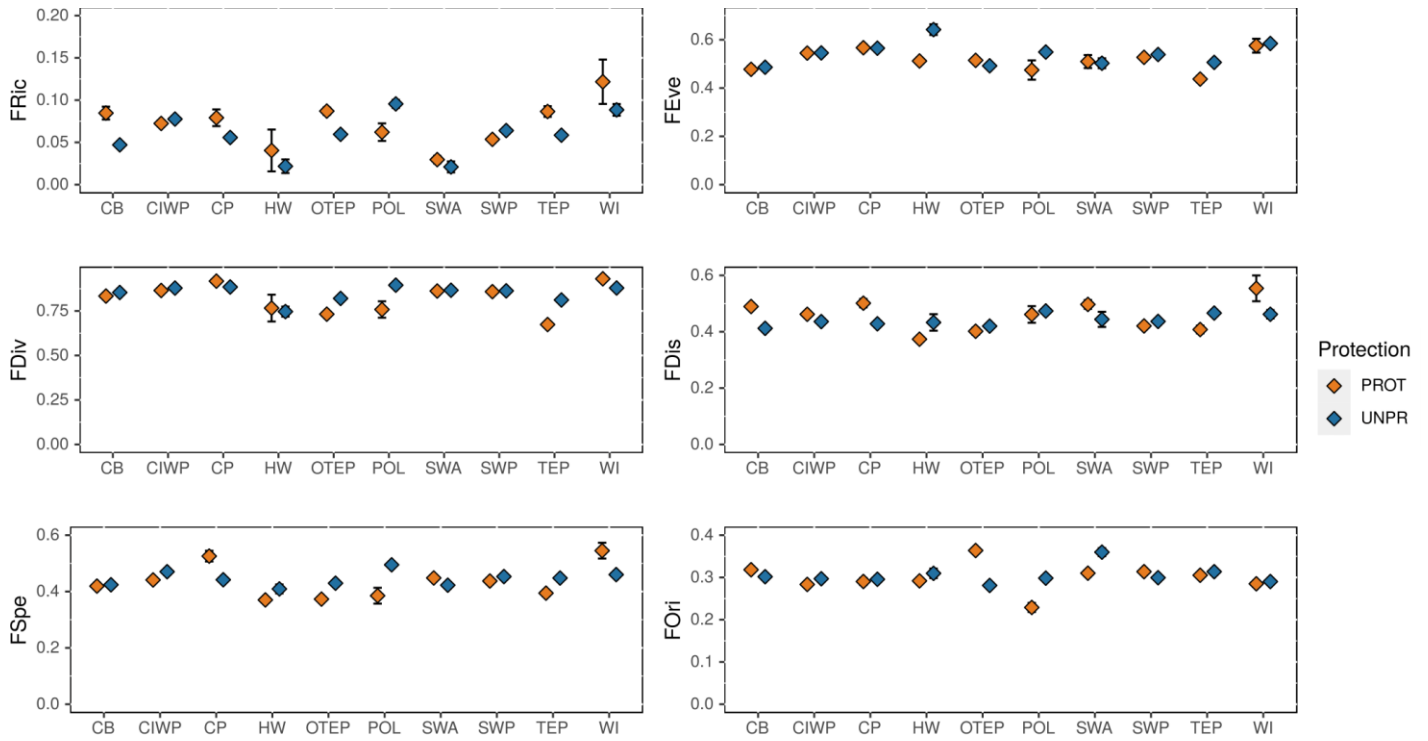 FRic
0.20
0.15
0.10
0.05
0.00
CB CIWP CP HW OTEP POL SWA SWP TEP WI
FEve
0.6
0.4
0.2
0.0
CB CIWP CP HW OTEP POL SWA SWP TEP WI
FDiv
0.75
0.50
0.25
0.00
CB CIWP CP HW OTEP POL SWA SWP TEP WI
FDis
0.6
0.4
0.2
0.0
CB CIWP CP HW OTEP POL SWA SWP TEP WI
Protection
PROT
UNPR
FSpe
0.6
0.4
0.2
0.0
CB CIWP CP HW OTEP POL SWA SWP TEP WI
FOri
0.4
0.3
0.2
0.1
0.0
CB CIWP CP HW OTEP POL SWA SWP TEP WI